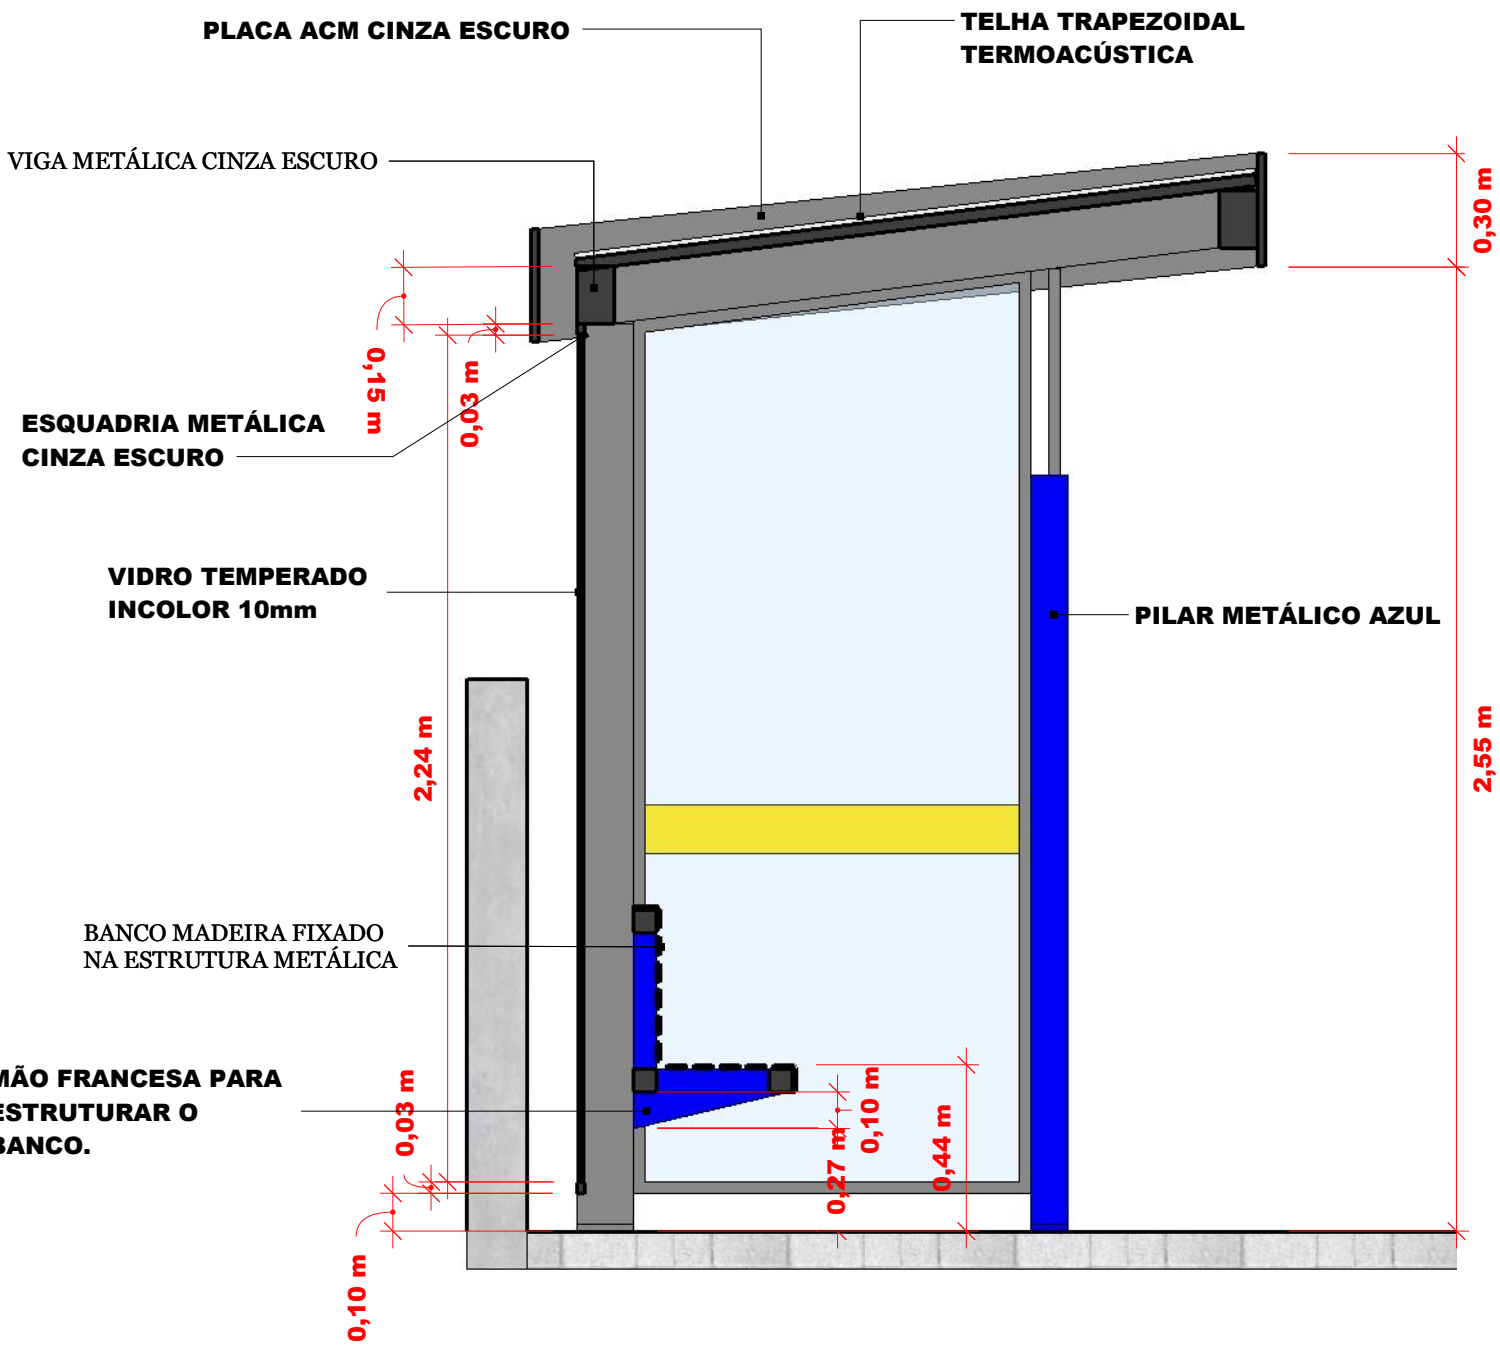 PLACA ACM CINZA ESCURO
TELHA TRAPEZOIDAL
TERMOACÚSTICA
VIGA METÁLICA CINZA ESCURO
0,30 m
0,15 m
0,03 m
ESQUADRIA METÁLICA
CINZA ESCURO
VIDRO TEMPERADO
INCOLOR 10mm
PILAR METÁLICO AZUL
2,24 m
2,55 m
BANCO MADEIRA FIXADO
NA ESTRUTURA METÁLICA
MÃO FRANCESA PARA
ESTRUTURAR O
BANCO.
0,03 m
0,10 m
0,27 m
0,44 m
0,10 m